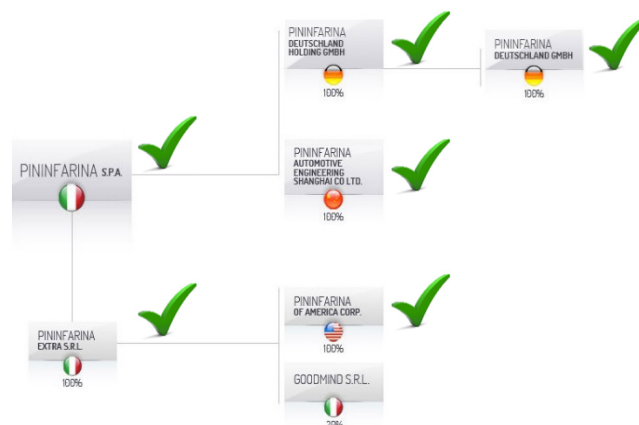 PININFARINA
DEUTSCHLAND
HOLDING GMBH
100%
PININFARINA
DEUTSCHLAND GMBH
100%
PININFARINA S.P.A.
PININFARINA
AUTOMOTIVE
ENGINEERING
SHANGHAI CO LTD.
100%
PININFARINA
EXTRA S.R.L.
100%
PININFARINA
OF AMERICA CORP.
100%
GOODMIND S.R.L.